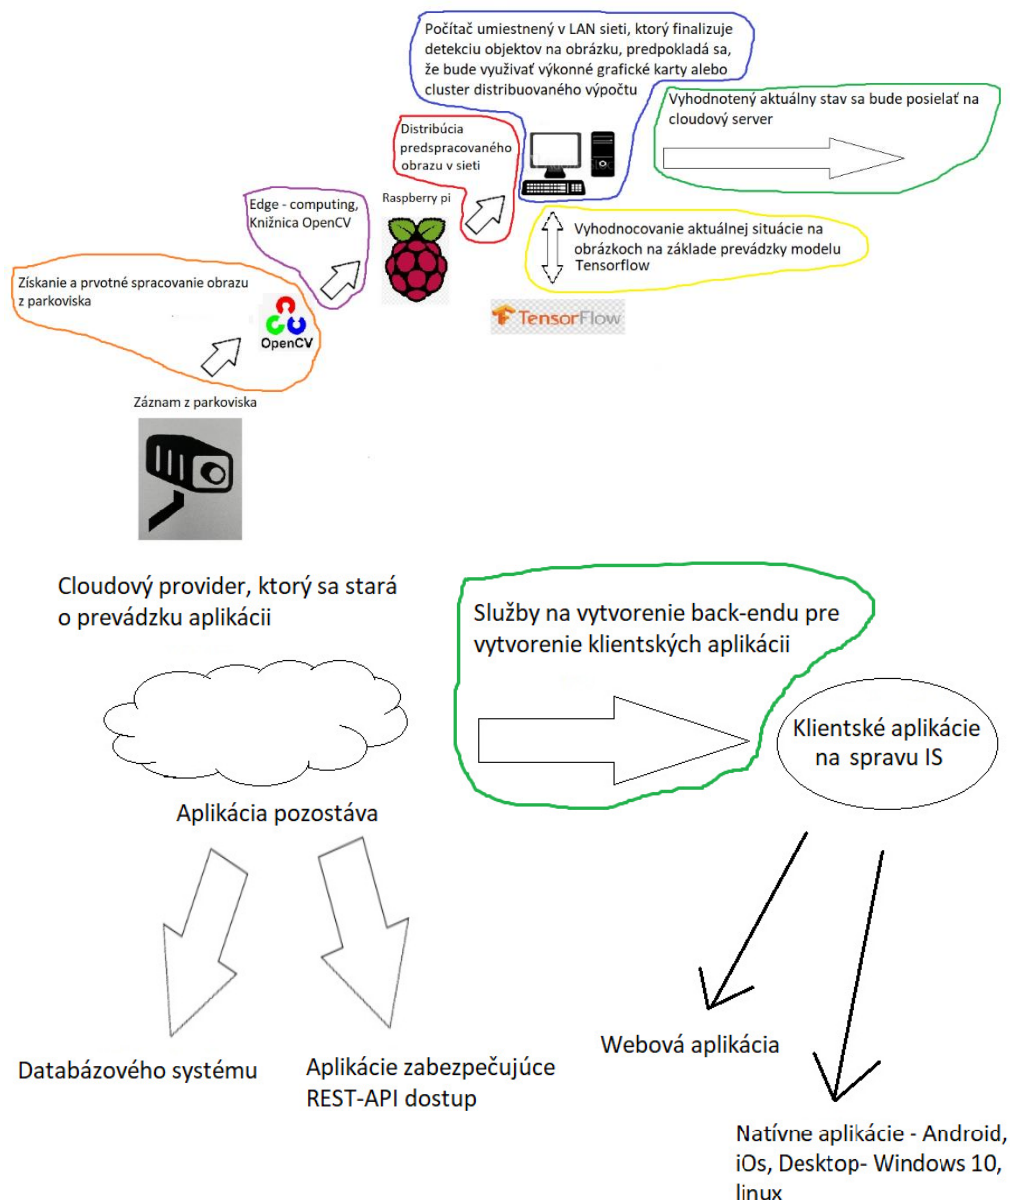 Počítač umiestnený v LAN sieti, ktorý finalizuje
detekciu objektov na obrázku, predpokladá sa,
že bude využivať výkonné grafické karty alebo
cluster distribuovaného výpočtu
Vyhodnotený aktuálny stav sa bude posielať na
cloudový server
Distribúcia
predspracovaného
obrazu v sieti
Raspberry pi
Edge - computing,
Knižnica OpenCV
Vyhodnocovanie aktuálnej situácie na
obrázkoch na základe prevádzky modelu
Tensorflow
Získanie a prvotné spracovanie obrazu
z parkoviska
OpenCV
TensorFlow
Záznam z parkoviska
Cloudový provider, ktorý sa stará
o prevádzku aplikácii
Služby na vytvorenie back-endu pre
vytvorenie klientských aplikácii
Klientské aplikácie
na spravu IS
Aplikácia pozostáva
Databázového systému
Aplikácie zabezpečujúce
REST-API dostup
Webová aplikácia
Natívne aplikácie - Android,
iOs, Desktop- Windows 10,
linux